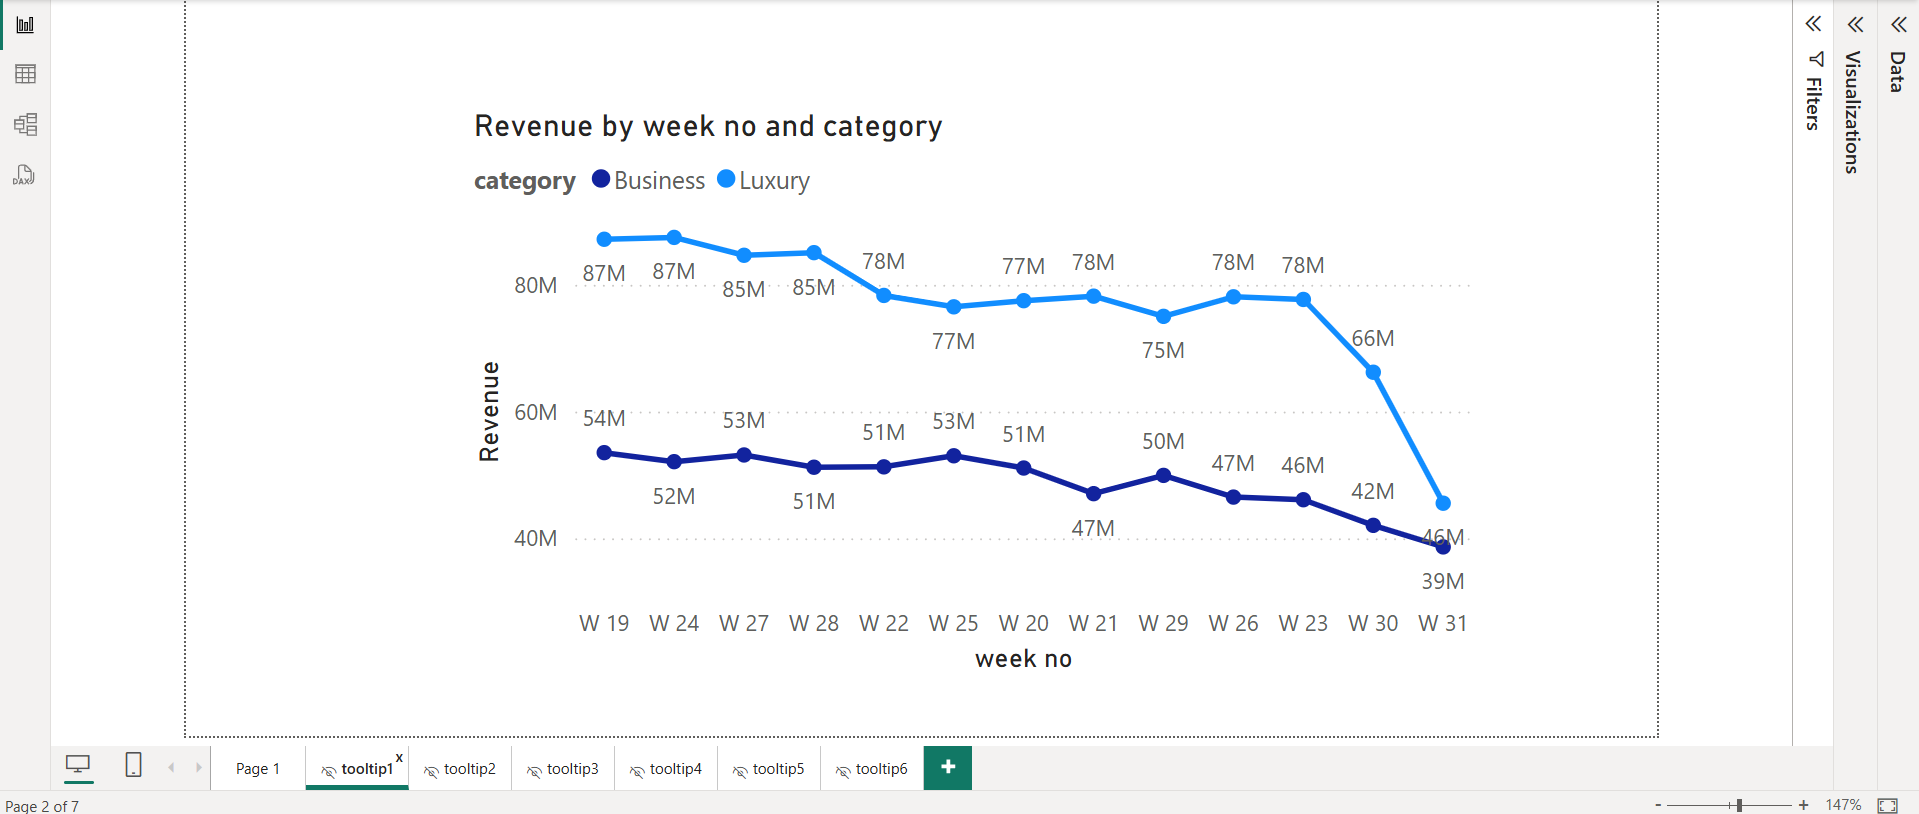 Revenue by week no and category
category Business Luxury
87M 87M 85M 85M 78M 77M 77M 78M 75M 78M 78M 66M 46M
54M 52M 53M 51M 51M 53M 51M 47M 50M 47M 46M 42M 39M
80M
60M
40M
Revenue
W 19 W 24 W 27 W 28 W 22 W 25 W 20 W 21 W 29 W 26 W 23 W 30 W 31
week no
Filters
Visualizations
Data
DAX
Page 1 tooltip1 x tooltip2 tooltip3 tooltip4 tooltip5 tooltip6 +
Page 2 of 7
- + 147%